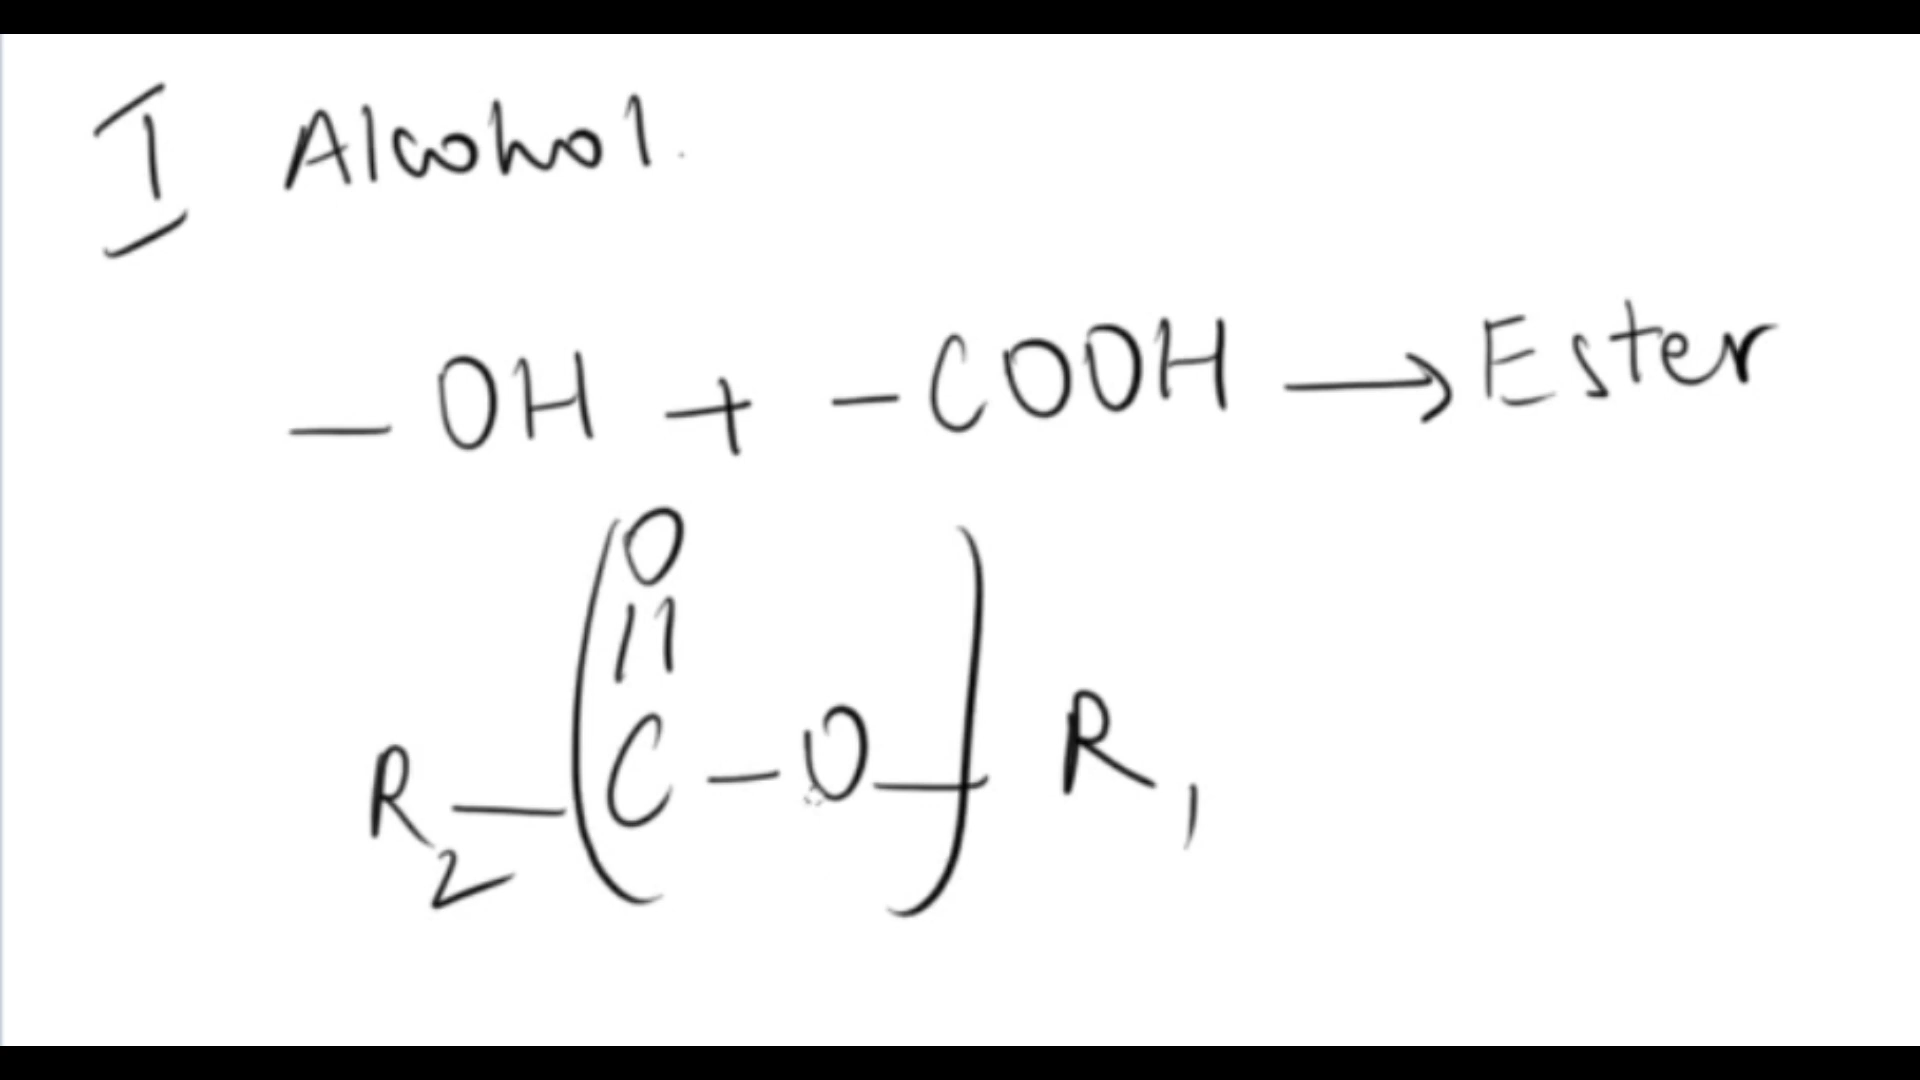 I Alcohol.
— OH + – COOH → Ester
O
||
R₂ — ( C – O — ) R₁